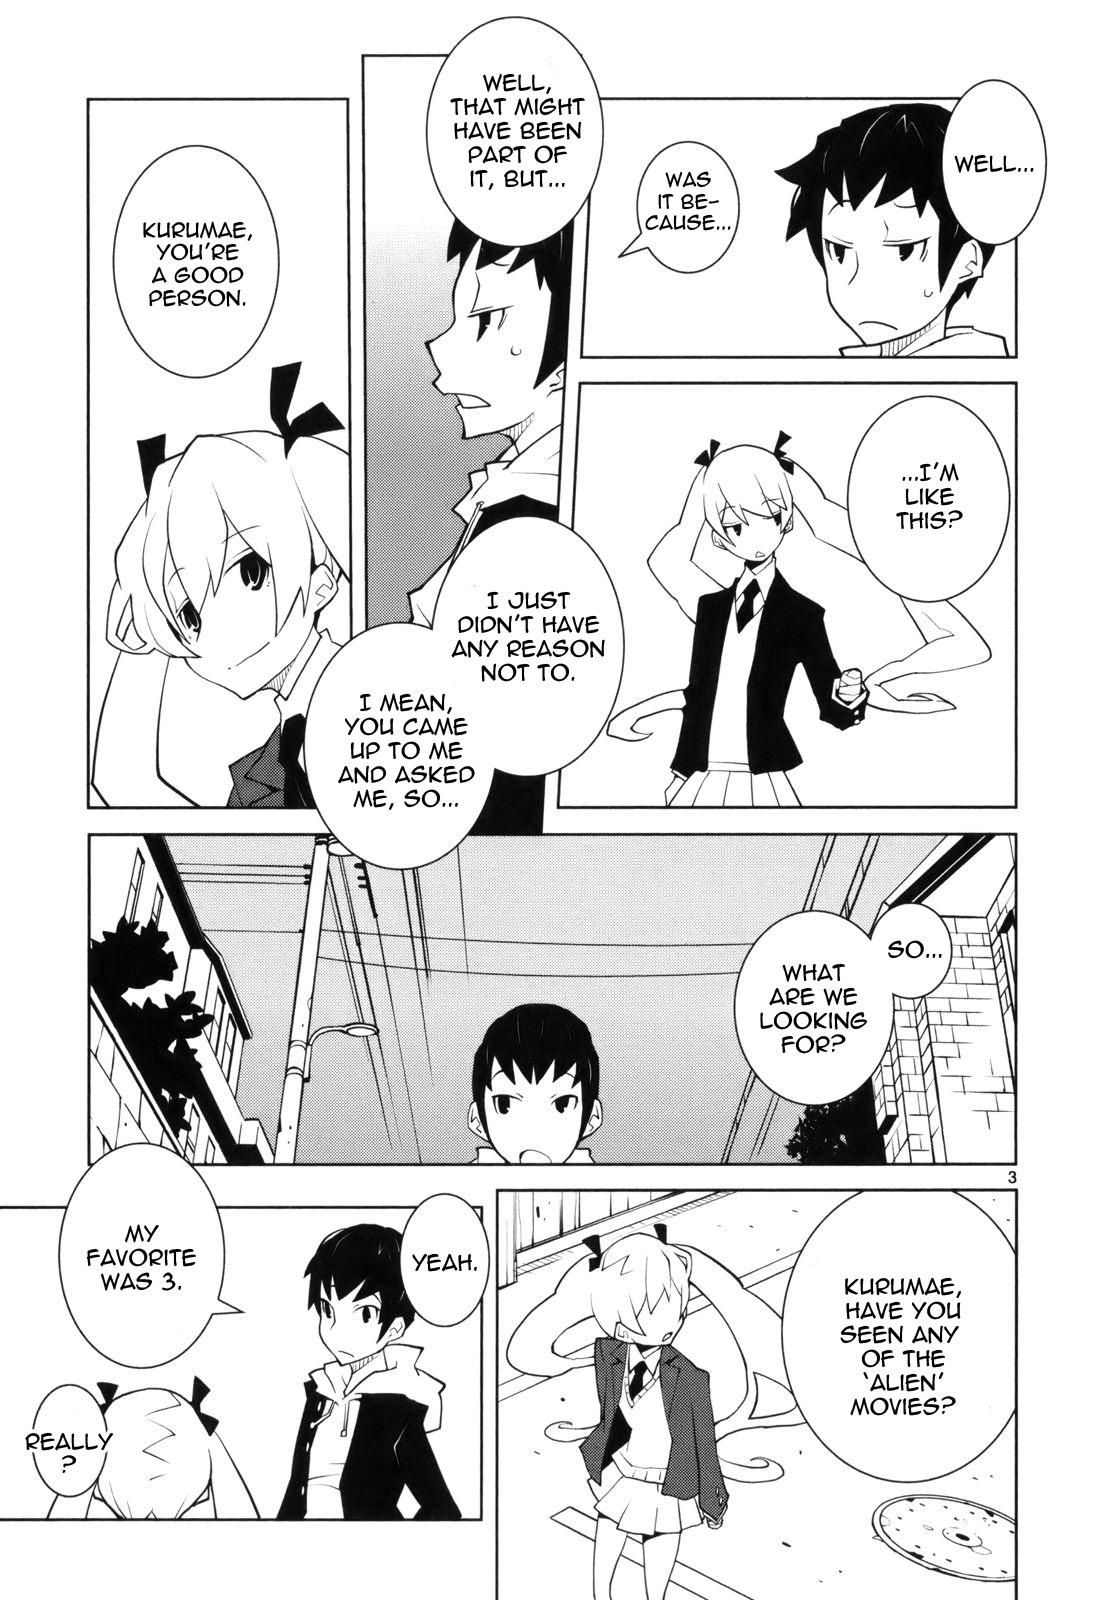 WELL...
WAS
IT BE-
CAUSE...
...I'M
LIKE
THIS?
WELL,
THAT MIGHT
HAVE BEEN
PART OF
IT, BUT...
I JUST
DIDN'T HAVE
ANY REASON
NOT TO.
I MEAN,
YOU CAME
UP TO ME
AND ASKED
ME, SO...
KURUMAE,
YOU'RE
A GOOD
PERSON.
SO...
WHAT
ARE WE
LOOKING
FOR?
3
KURUMAE,
HAVE YOU
SEEN ANY
OF THE
'ALIEN'
MOVIES?
YEAH.
MY
FAVORITE
WAS 3.
REALLY
?